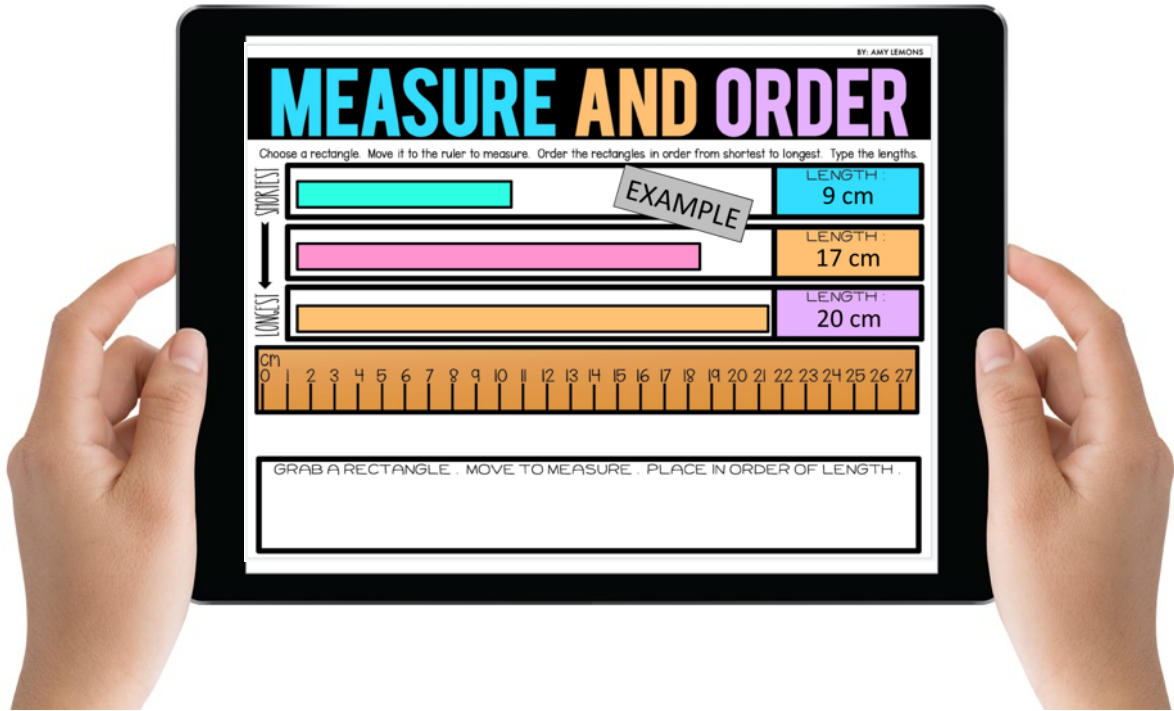 BY: AMY LEMONS
MEASURE AND ORDER
Choose a rectangle. Move it to the ruler to measure. Order the rectangles in order from shortest to longest. Type the lengths.
SHORTEST
LONGEST
EXAMPLE
LENGTH :
9 cm
LENGTH :
17 cm
LENGTH :
20 cm
cm
0 1 2 3 4 5 6 7 8 9 10 11 12 13 14 15 16 17 18 19 20 21 22 23 24 25 26 27
GRAB A RECTANGLE . MOVE TO MEASURE . PLACE IN ORDER OF LENGTH .